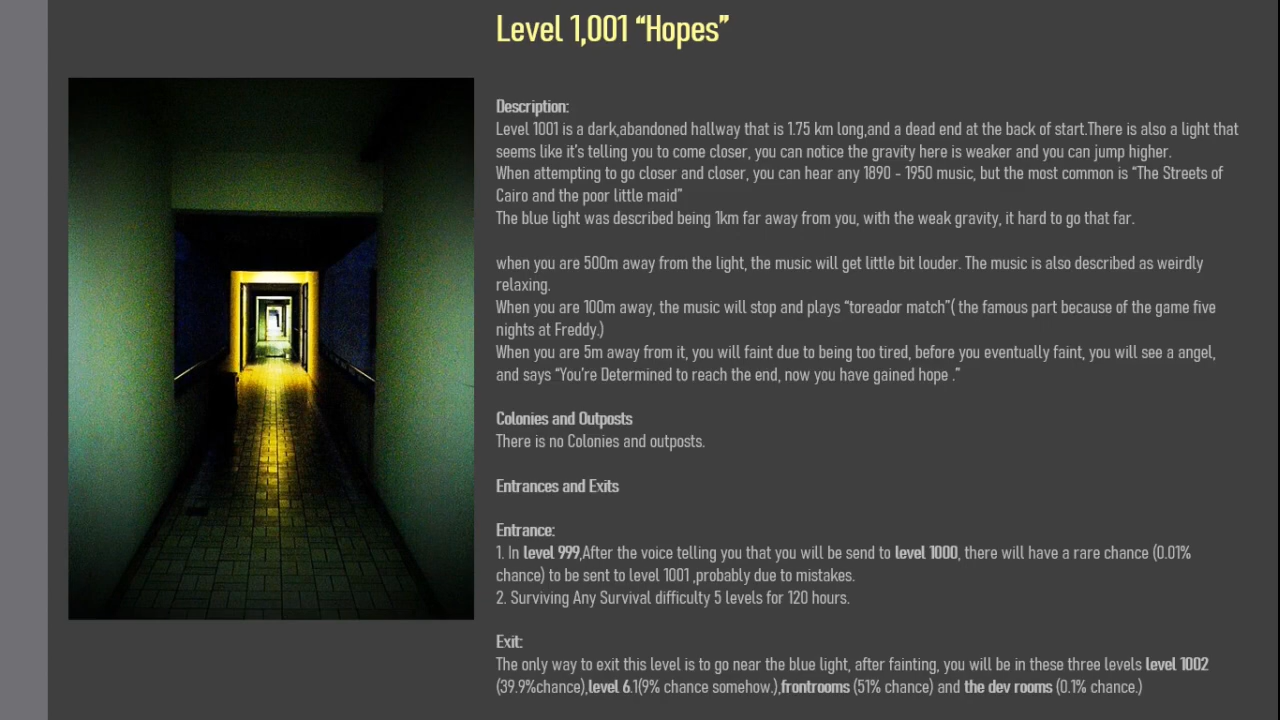 Level 1,001 “Hopes”
Description:
Level 1001 is a dark,abandoned hallway that is 1.75 km long,and a dead end at the back of start.There is also a light that
seems like it's telling you to come closer, you can notice the gravity here is weaker and you can jump higher.
When attempting to go closer and closer, you can hear any 1890 - 1950 music, but the most common is “The Streets of
Cairo and the poor little maid”
The blue light was described being 1km far away from you, with the weak gravity, it hard to go that far.
when you are 500m away from the light, the music will get little bit louder. The music is also described as weirdly
relaxing.
When you are 100m away, the music will stop and plays “toreador match”( the famous part because of the game five
nights at Freddy.)
When you are 5m away from it, you will faint due to being too tired, before you eventually faint, you will see a angel,
and says “You're Determined to reach the end, now you have gained hope .”
Colonies and Outposts
There is no Colonies and outposts.
Entrances and Exits
Entrance:
1. In level 999,After the voice telling you that you will be send to level 1000, there will have a rare chance (0.01%
chance) to be sent to level 1001 ,probably due to mistakes.
2. Surviving Any Survival difficulty 5 levels for 120 hours.
Exit:
The only way to exit this level is to go near the blue light, after fainting, you will be in these three levels level 1002
(39.9%chance),level 6.1(9% chance somehow.),frontrooms (51% chance) and the dev rooms (0.1% chance.)